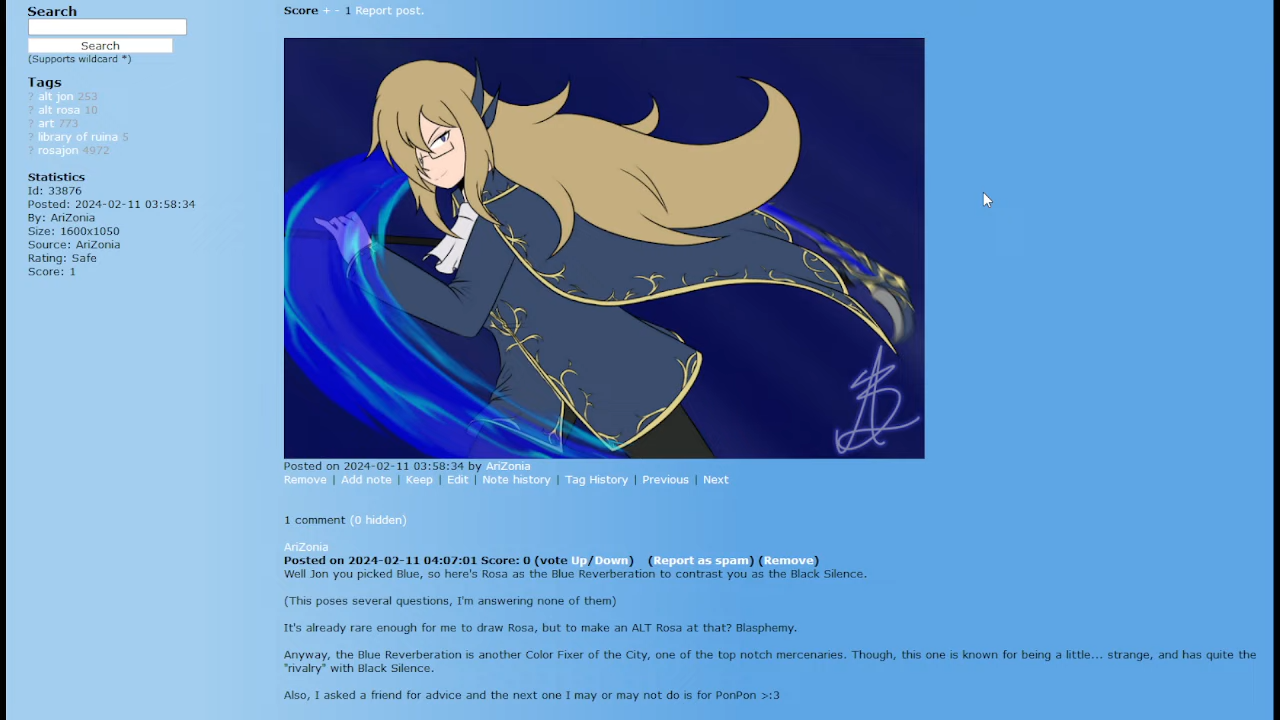 Search
Score + - 1 Report post.
Search
(Supports wildcard *)
Tags
? alt jon 253
? alt rosa 10
? art 773
? library of ruina 5
? rosajon 4972
Statistics
Id: 33876
Posted: 2024-02-11 03:58:34
By: AriZonia
Size: 1600x1050
Source: AriZonia
Rating: Safe
Score: 1
Posted on 2024-02-11 03:58:34 by AriZonia
Remove | Add note | Keep | Edit | Note history | Tag History | Previous | Next
1 comment (0 hidden)
AriZonia
Posted on 2024-02-11 04:07:01 Score: 0 (vote Up/Down) (Report as spam) (Remove)
Well Jon you picked Blue, so here's Rosa as the Blue Reverberation to contrast you as the Black Silence.
(This poses several questions, I'm answering none of them)
It's already rare enough for me to draw Rosa, but to make an ALT Rosa at that? Blasphemy.
Anyway, the Blue Reverberation is another Color Fixer of the City, one of the top notch mercenaries. Though, this one is known for being a little... strange, and has quite the
"rivalry" with Black Silence.
Also, I asked a friend for advice and the next one I may or may not do is for PonPon >:3